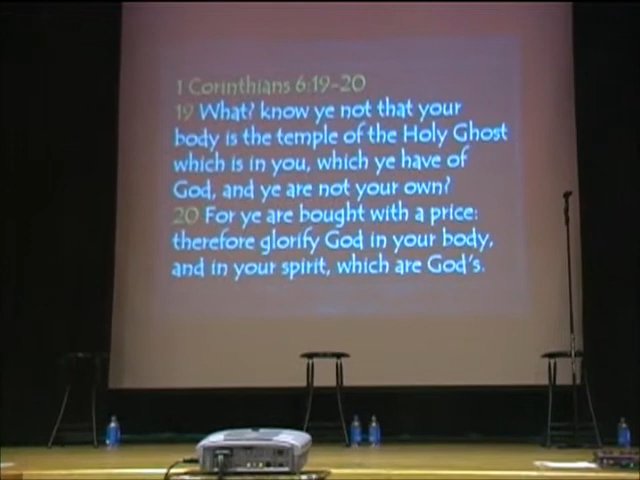 1 Corinthians 6:19-20
19 What? know ye not that your
body is the temple of the Holy Ghost
which is in you, which ye have of
God, and ye are not your own?
20 For ye are bought with a price:
therefore glorify God in your body,
and in your spirit, which are God's.